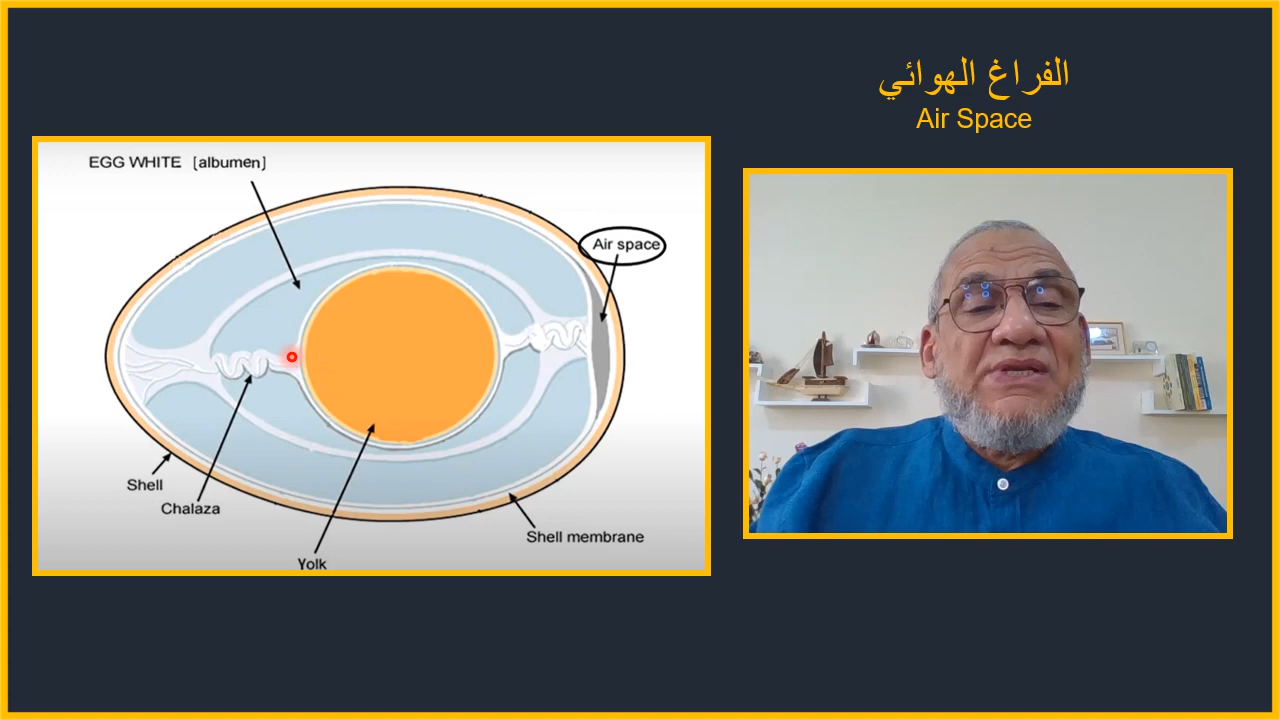 الفراغ الهوائي
Air Space
EGG WHITE (albumen)
Air space
Shell
Chalaza
Shell membrane
Yolk